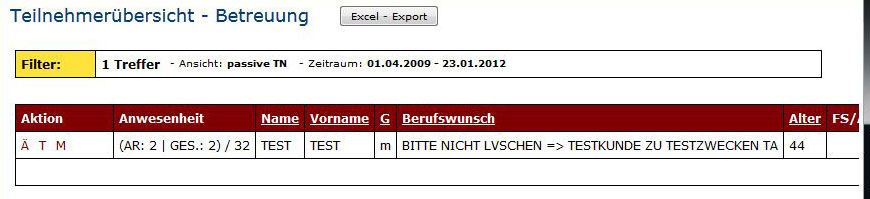 Teilnehmerübersicht - Betreuung Excel - Export
Filter: 1 Treffer - Ansicht: passive TN - Zeitraum: 01.04.2009 - 23.01.2012
Aktion Anwesenheit Name Vorname G Berufswunsch Alter FS/
Ä T M (AR: 2 | GES.: 2) / 32 TEST TEST m BITTE NICHT LVSCHEN => TESTKUNDE ZU TESTZWECKEN TA 44